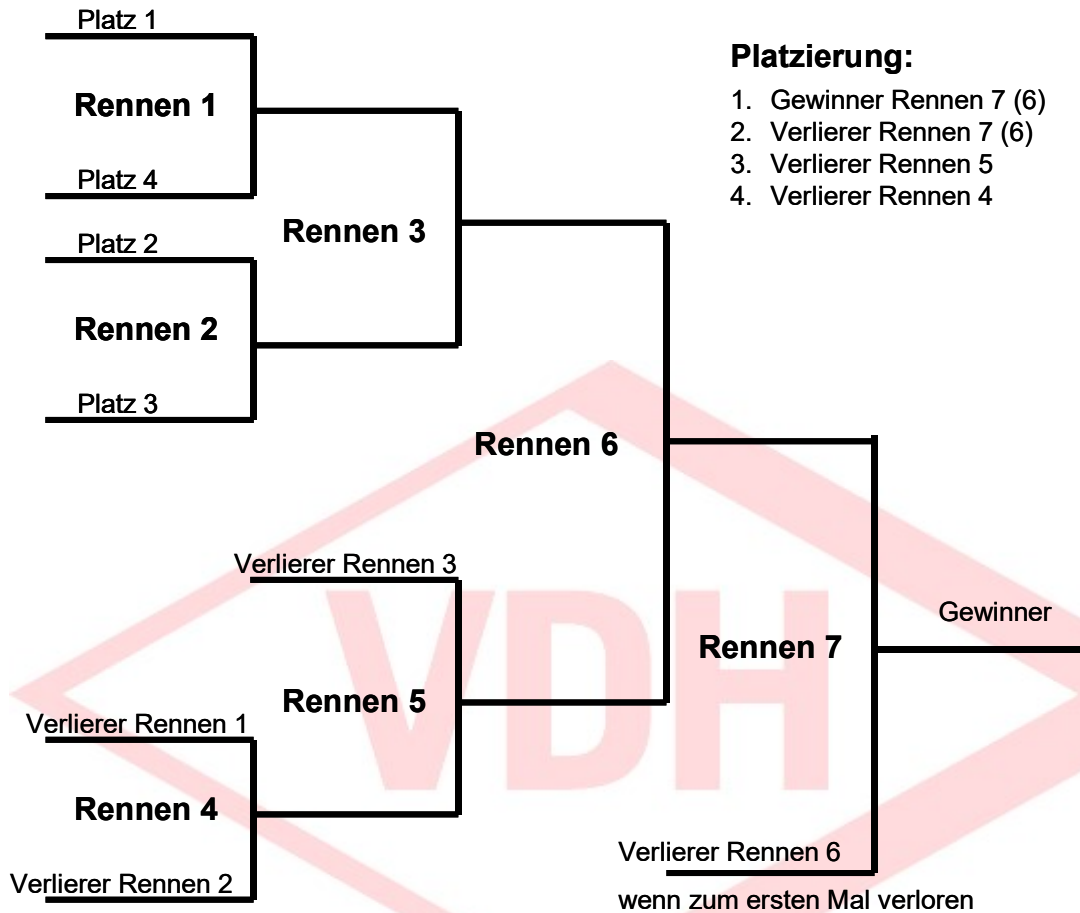 Platz 1
Rennen 1
Platz 4
Platz 2
Rennen 2
Platz 3
Rennen 3
Platzierung:
1. Gewinner Rennen 7 (6)
2. Verlierer Rennen 7 (6)
3. Verlierer Rennen 5
4. Verlierer Rennen 4
Rennen 6
Verlierer Rennen 3
Rennen 5
Verlierer Rennen 1
Rennen 4
Verlierer Rennen 2
VDH
Rennen 7
Gewinner
Verlierer Rennen 6
wenn zum ersten Mal verloren